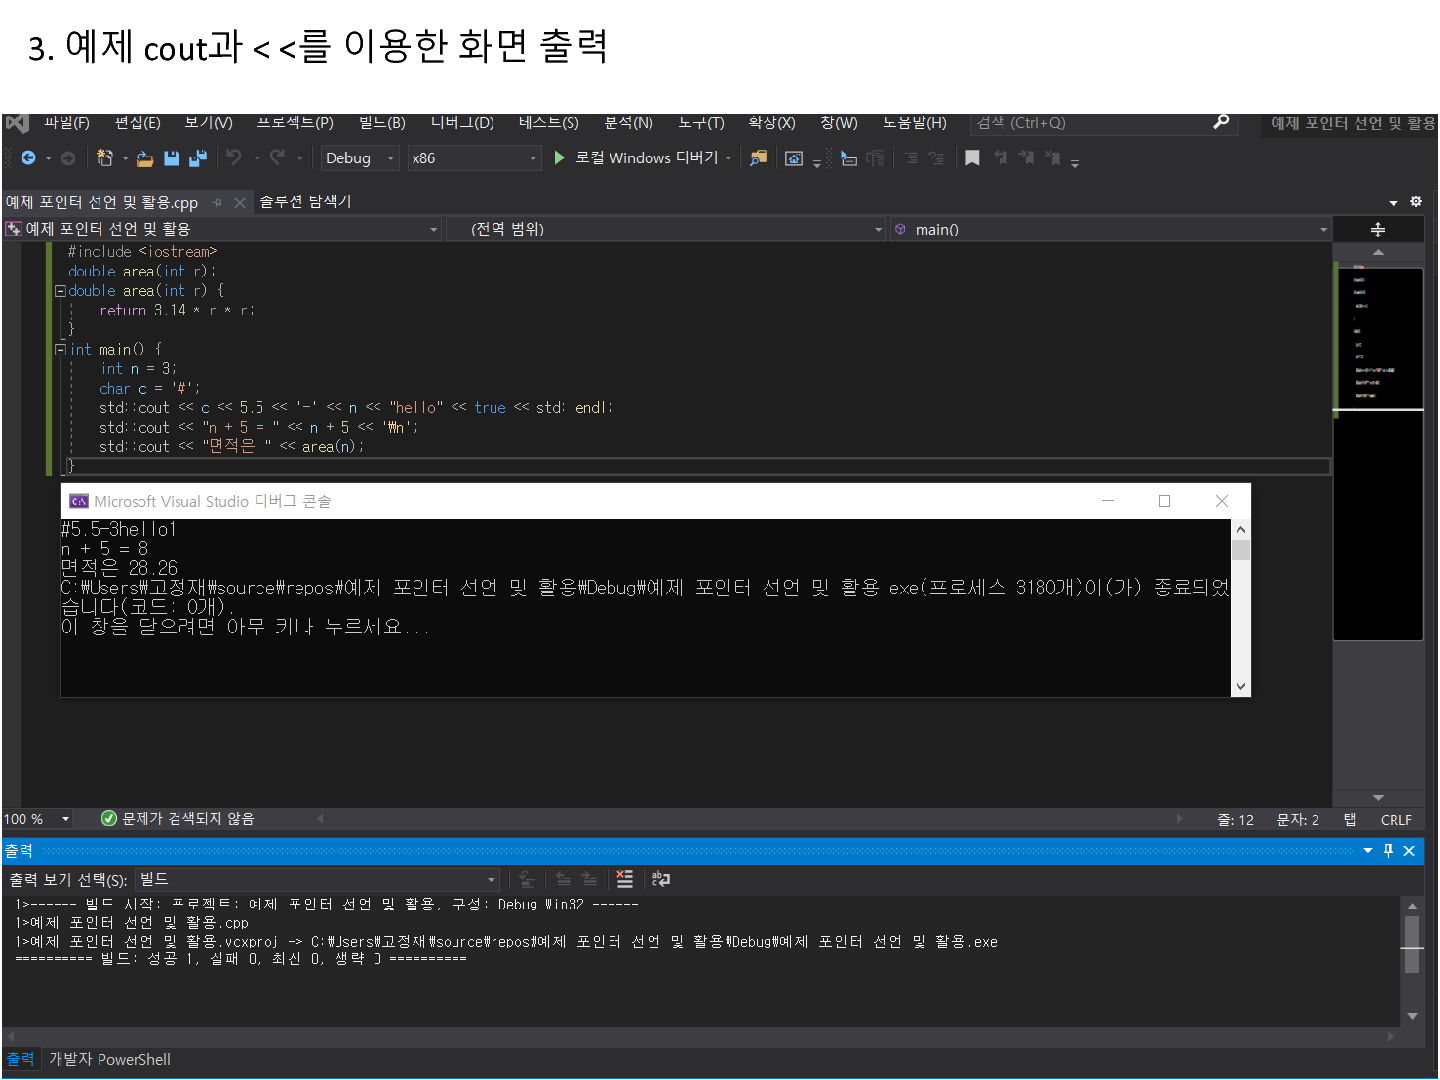 3. 예제 cout과 < <를 이용한 화면 출력
파일(F) 편집(E) 보기(V) 프로젝트(P) 빌드(B) 디버그(D) 테스트(S) 분석(N) 도구(T) 확장(X) 창(W) 도움말(H) 검색 (Ctrl+Q) 예제 포인터 선언 및 활용
Debug x86 로컬 Windows 디버거
예제 포인터 선언 및 활용.cpp 솔루션 탐색기
예제 포인터 선언 및 활용 (전역 범위) main()
#include <iostream>
double area(int r);
double area(int r) {
return 3.14 * r * r;
}
int main() {
int n = 3;
char c = '#';
std::cout << c << 5.5 << '-' << n << "hello" << true << std::endl;
std::cout << "n + 5 = " << n + 5 << '₩n';
std::cout << "면적은 " << area(n);
}
Microsoft Visual Studio 디버그 콘솔
#5.5-3hello1
n + 5 = 8
면적은 28.26
C:₩Users₩고정재₩source₩repos₩예제 포인터 선언 및 활용₩Debug₩예제 포인터 선언 및 활용.exe(프로세스 3180개)이(가) 종료되었
습니다(코드: 0개).
이 창을 닫으려면 아무 키나 누르세요...
100 % 문제가 검색되지 않음 줄: 12 문자: 2 탭 CRLF
출력
출력 보기 선택(S): 빌드
1>------ 빌드 시작: 프로젝트: 예제 포인터 선언 및 활용, 구성: Debug Win32 ------
1>예제 포인터 선언 및 활용.cpp
1>예제 포인터 선언 및 활용.vcxproj -> C:₩Users₩고정재₩source₩repos₩예제 포인터 선언 및 활용₩Debug₩예제 포인터 선언 및 활용.exe
========== 빌드: 성공 1, 실패 0, 최신 0, 생략 0 ==========
출력 개발자 PowerShell